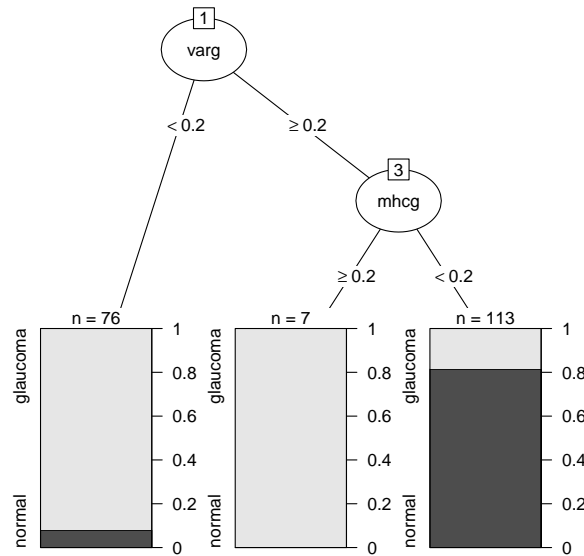 1
varg
< 0.2
≥ 0.2
3
mhcg
≥ 0.2
< 0.2
n = 76
normal
glaucoma
0
0.2
0.4
0.6
0.8
1
n = 7
normal
glaucoma
0
0.2
0.4
0.6
0.8
1
n = 113
normal
glaucoma
0
0.2
0.4
0.6
0.8
1